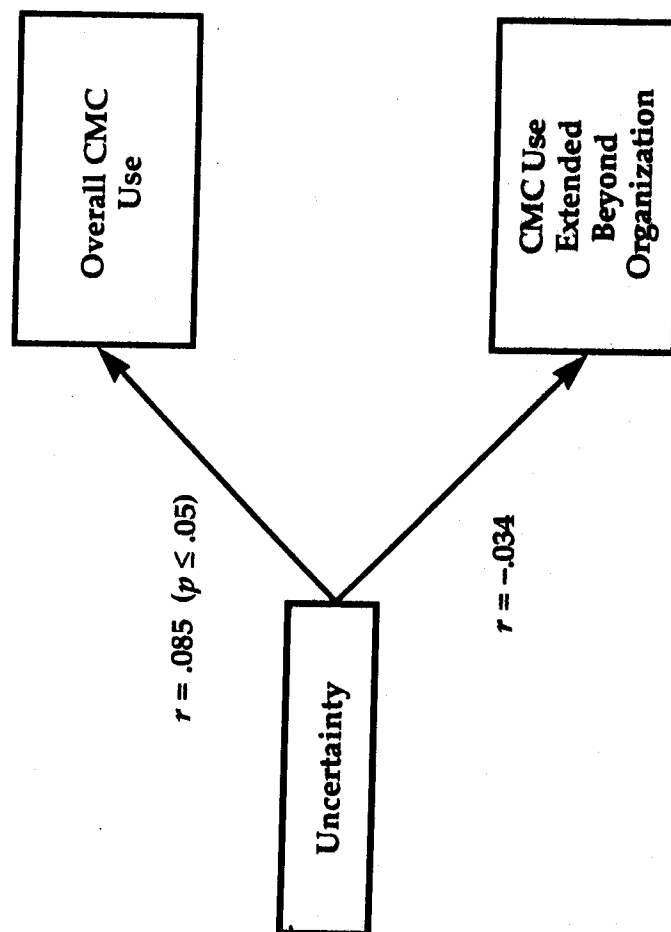 Uncertainty
r = .085 (p ≤ .05)
r = –.034
Overall CMC
Use
CMC Use
Extended
Beyond
Organization